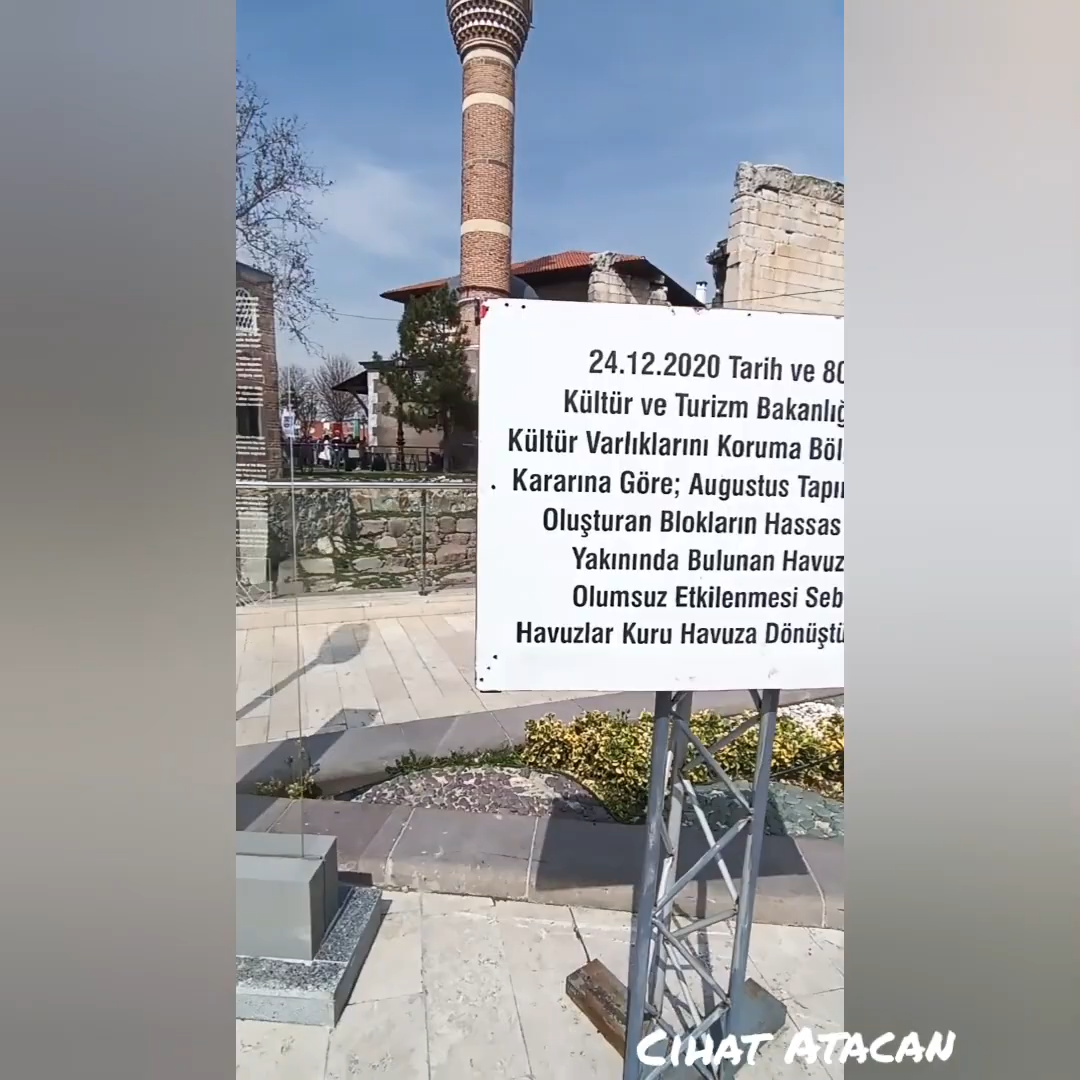 24.12.2020 Tarih ve 80
Kültür ve Turizm Bakanlığ
Kültür Varlıklarını Koruma Böl
Kararına Göre; Augustus Tapın
Oluşturan Blokların Hassas
Yakınında Bulunan Havuz
Olumsuz Etkilenmesi Seb
Havuzlar Kuru Havuza Dönüştü
CIHAT ATACAN